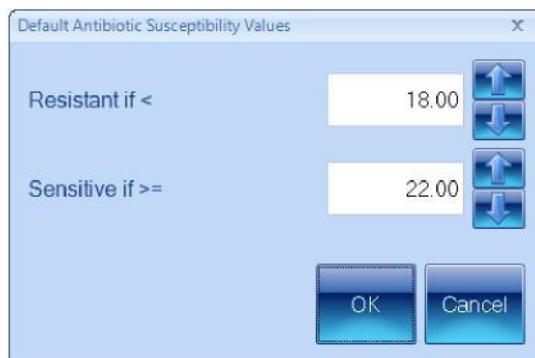 Default Antibiotic Susceptibility Values
x
Resistant if <
18.00
Sensitive if >=
22.00
OK
Cancel